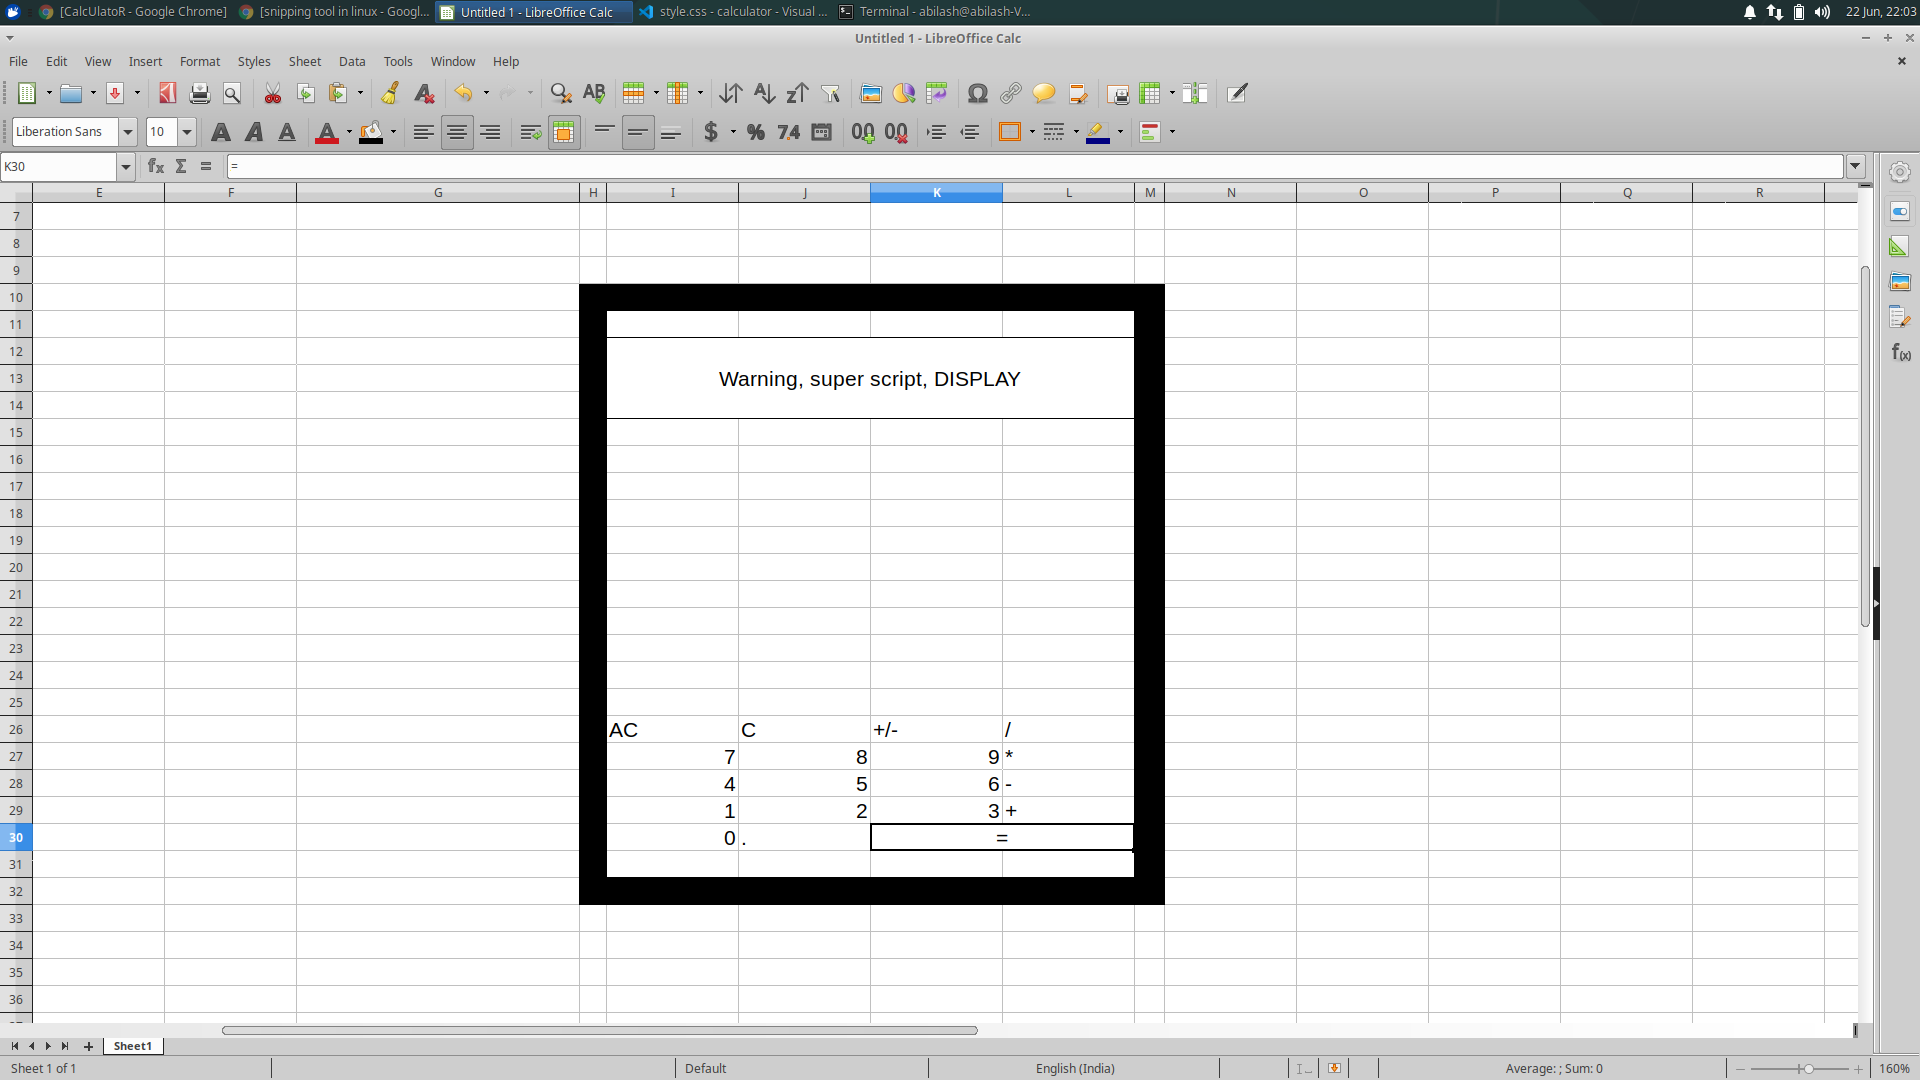 [CalcUlatoR - Google Chrome]
[snipping tool in linux - Googl...
Untitled 1 - LibreOffice Calc
style.css - calculator - Visual ...
Terminal - abilash@abilash-V...
22 Jun, 22:03
Untitled 1 - LibreOffice Calc
File Edit View Insert Format Styles Sheet Data Tools Window Help
Liberation Sans 10
K30 =
E F G H I J K L M N O P Q R
7
8
9
10
11
12
13 Warning, super script, DISPLAY
14
15
16
17
18
19
20
21
22
23
24
25
26 AC C +/- /
27 7 8 9 *
28 4 5 6 -
29 1 2 3 +
30 0 . =
31
32
33
34
35
36
Sheet1
Sheet 1 of 1 Default English (India) Average: ; Sum: 0 160%